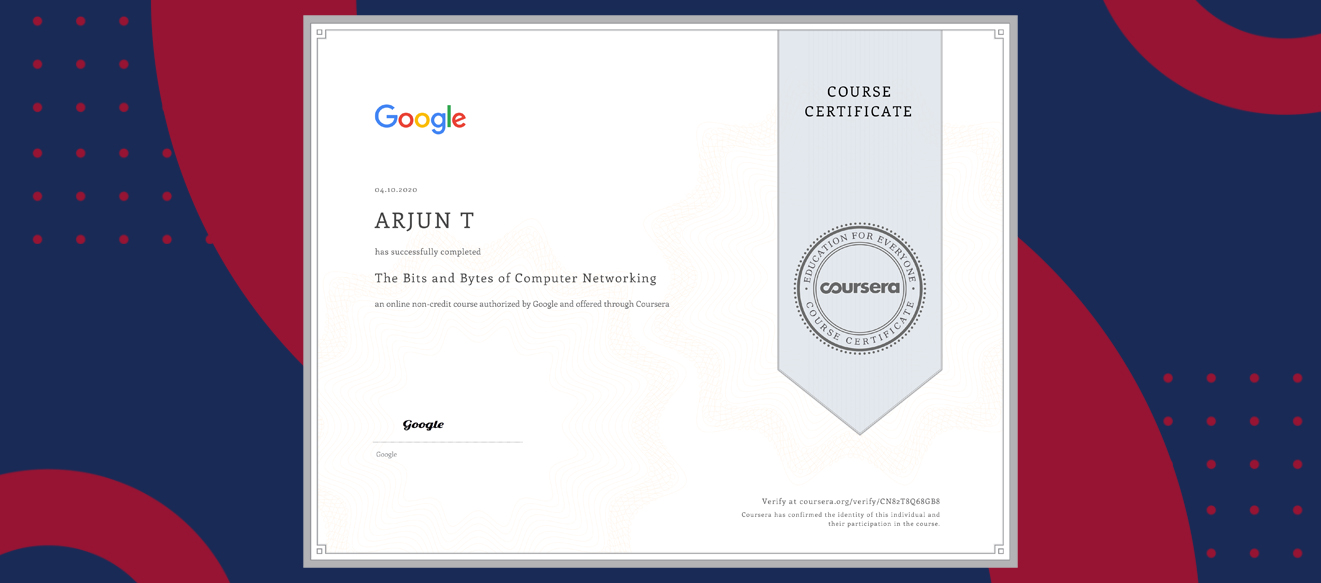 Google
COURSE
CERTIFICATE
04.10.2020
ARJUN T
has successfully completed
The Bits and Bytes of Computer Networking
an online non-credit course authorized by Google and offered through Coursera
EDUCATION FOR EVERYONE
coursera
COURSE CERTIFICATE
Google
Google
Verify at coursera.org/verify/CN82T8Q68GB8
Coursera has confirmed the identity of this individual and
their participation in the course.